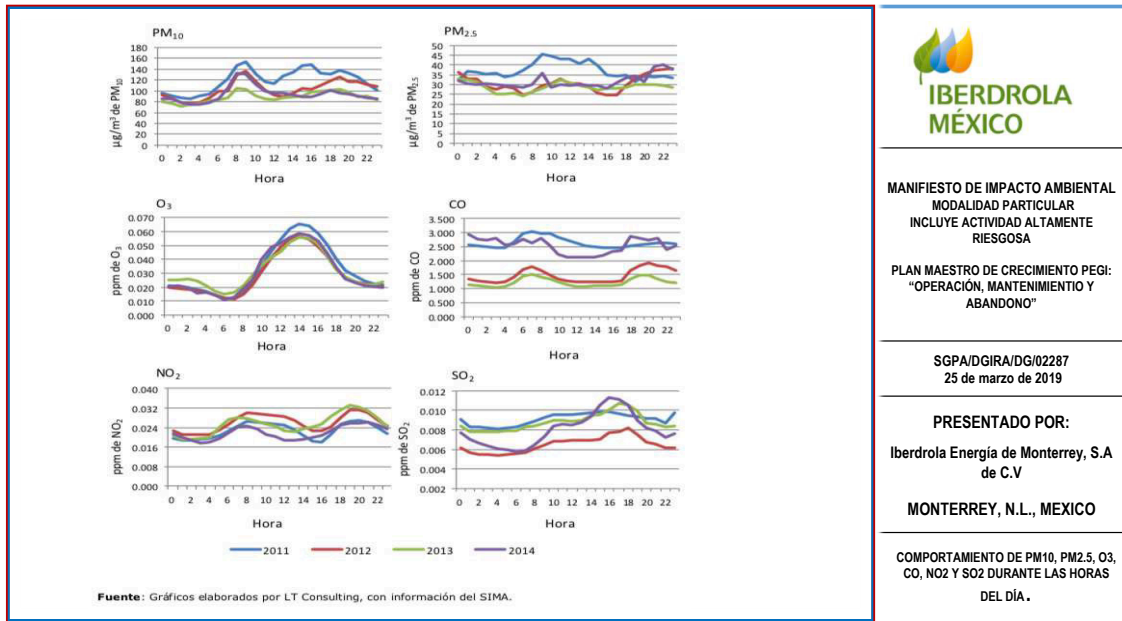 PM10
µg/m³ de PM10
180
160
140
120
100
80
60
40
20
0
0 2 4 6 8 10 12 14 16 18 20 22
Hora
PM2.5
µg/m³ de PM2.5
50
45
40
35
30
25
20
15
10
5
0
0 2 4 6 8 10 12 14 16 18 20 22
Hora
O3
ppm de O3
0.070
0.060
0.050
0.040
0.030
0.020
0.010
0.000
0 2 4 6 8 10 12 14 16 18 20 22
Hora
CO
ppm de CO
3.500
3.000
2.500
2.000
1.500
1.000
0.500
0.000
0 2 4 6 8 10 12 14 16 18 20 22
Hora
NO2
ppm de NO2
0.040
0.032
0.024
0.016
0.008
0.000
0 2 4 6 8 10 12 14 16 18 20 22
Hora
SO2
ppm de SO2
0.012
0.010
0.008
0.006
0.004
0.002
0 2 4 6 8 10 12 14 16 18 20 22
Hora
2011 2012 2013 2014
Fuente: Gráficos elaborados por LT Consulting, con información del SIMA.
IBERDROLA
MÉXICO
MANIFIESTO DE IMPACTO AMBIENTAL
MODALIDAD PARTICULAR
INCLUYE ACTIVIDAD ALTAMENTE
RIESGOSA
PLAN MAESTRO DE CRECIMIENTO PEGI:
“OPERACIÓN, MANTENIMIENTIO Y
ABANDONO”
SGPA/DGIRA/DG/02287
25 de marzo de 2019
PRESENTADO POR:
Iberdrola Energía de Monterrey, S.A
de C.V
MONTERREY, N.L., MEXICO
COMPORTAMIENTO DE PM10, PM2.5, O3,
CO, NO2 Y SO2 DURANTE LAS HORAS
DEL DÍA.